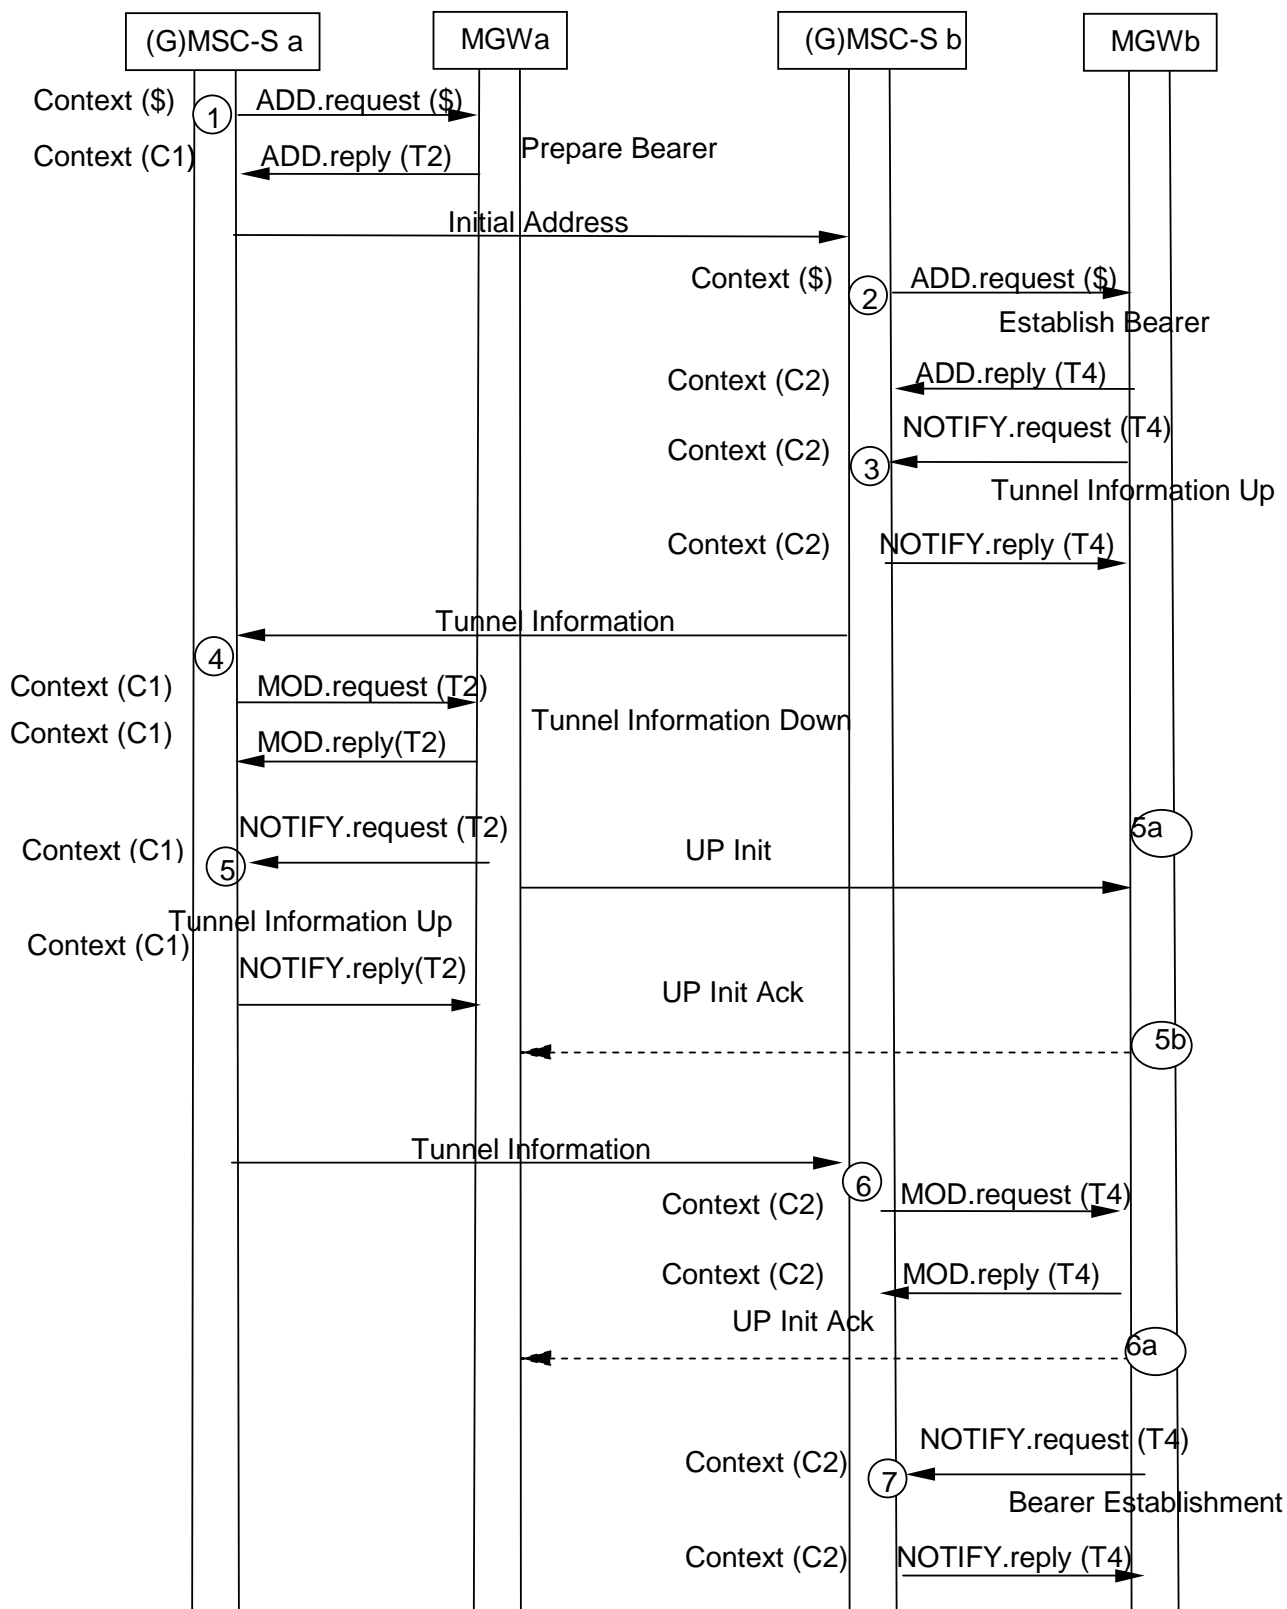 (G)MSC-S a
MGWa
(G)MSC-S b
MGWb
Context ($)
1
ADD.request ($)
Context (C1)
ADD.reply (T2)
Prepare Bearer
Initial Address
Context ($)
2
ADD.request ($)
Establish Bearer
Context (C2)
ADD.reply (T4)
NOTIFY.request (T4)
Context (C2)
3
Tunnel Information Up
Context (C2)
NOTIFY.reply (T4)
Tunnel Information
4
Context (C1)
MOD.request (T2)
Tunnel Information Down
Context (C1)
MOD.reply(T2)
NOTIFY.request (T2)
5a
Context (C1)
5
UP Init
Tunnel Information Up
Context (C1)
NOTIFY.reply(T2)
UP Init Ack
5b
Tunnel Information
6
Context (C2)
MOD.request (T4)
Context (C2)
MOD.reply (T4)
UP Init Ack
6a
NOTIFY.request (T4)
Context (C2)
7
Bearer Establishment
Context (C2)
NOTIFY.reply (T4)